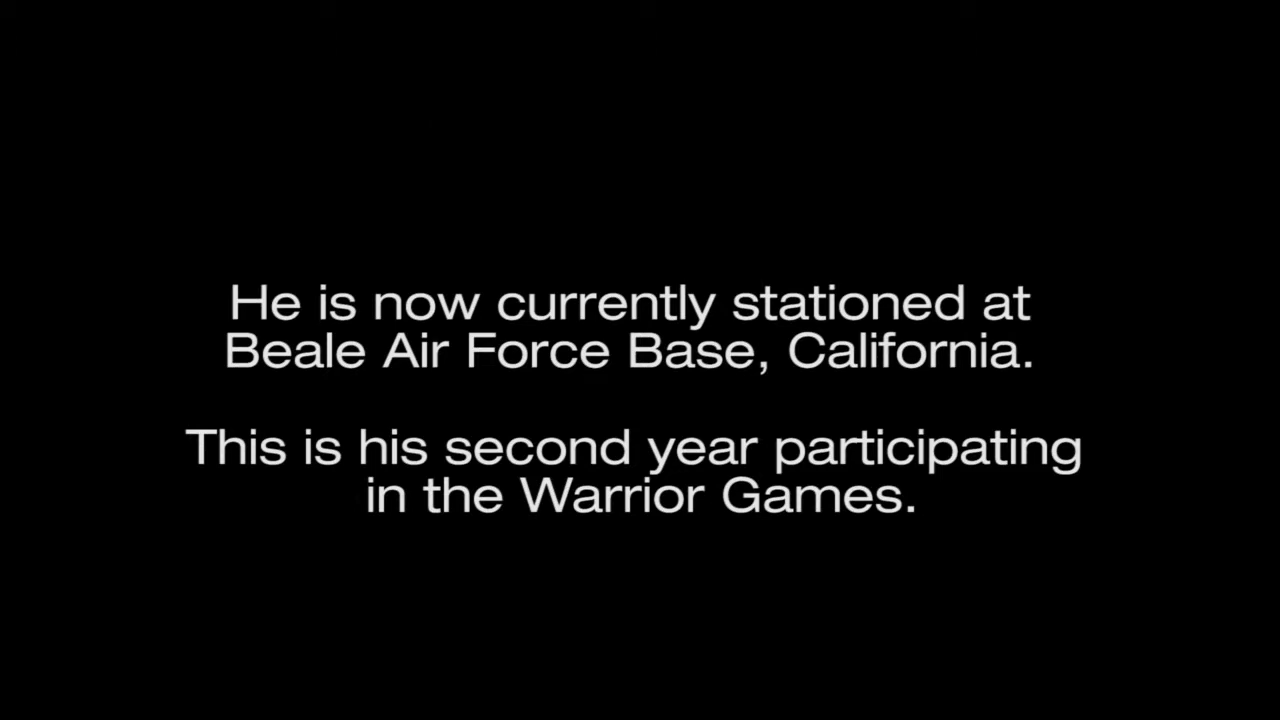 He is now currently stationed at
Beale Air Force Base, California.
This is his second year participating
in the Warrior Games.